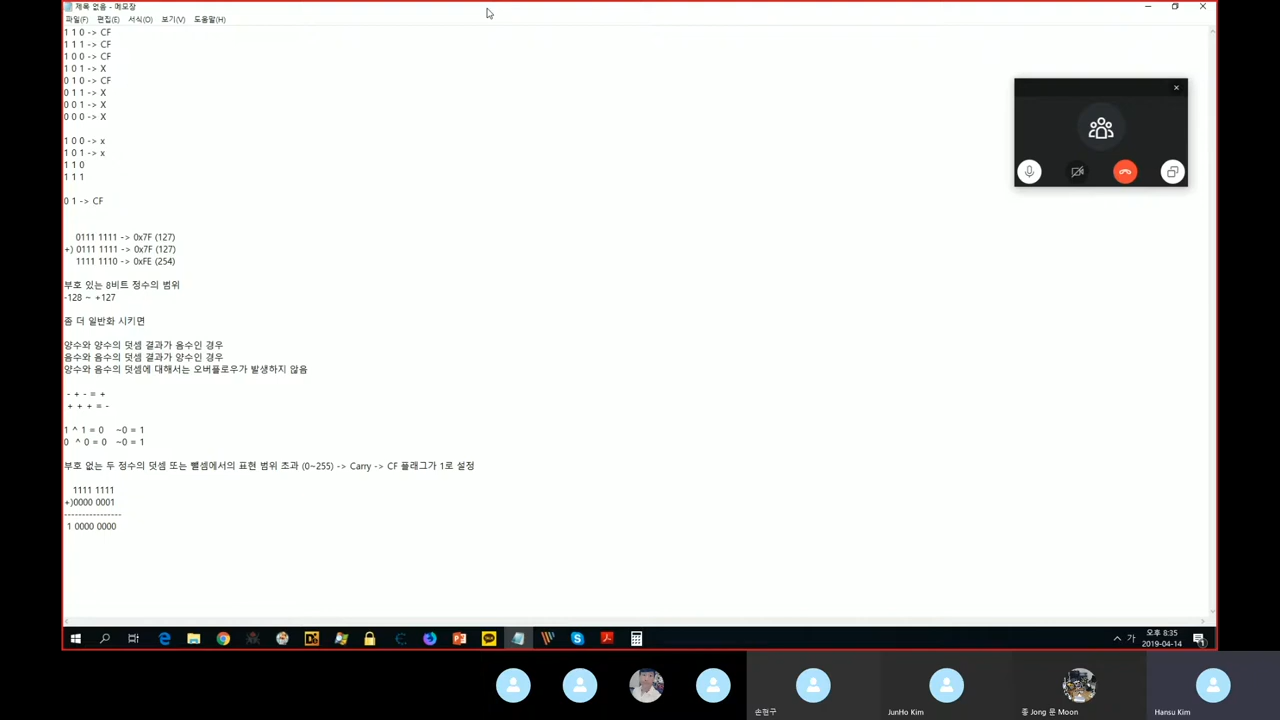 제목 없음 - 메모장
파일(F) 편집(E) 서식(O) 보기(V) 도움말(H)
1 1 0 -> CF
1 1 1 -> CF
1 0 0 -> CF
1 0 1 -> X
0 1 0 -> CF
0 1 1 -> X
0 0 1 -> X
0 0 0 -> X
1 0 0 -> x
1 0 1 -> x
1 1 0
1 1 1
0 1 -> CF
0111 1111 -> 0x7F (127)
+) 0111 1111 -> 0x7F (127)
1111 1110 -> 0xFE (254)
부호 있는 8비트 정수의 범위
-128 ~ +127
좀 더 일반화 시키면
양수와 양수의 덧셈 결과가 음수인 경우
음수와 음수의 덧셈 결과가 양수인 경우
양수와 음수의 덧셈에 대해서는 오버플로우가 발생하지 않음
- + - = +
+ + + = -
1 ^ 1 = 0 ~0 = 1
0 ^ 0 = 0 ~0 = 1
부호 없는 두 정수의 덧셈 또는 뺄셈에서의 표현 범위 초과 (0~255) -> Carry -> CF 플래그가 1로 설정
1111 1111
+)0000 0001
----------------
1 0000 0000
가
오후 8:35
2019-04-14
손현구
JunHo Kim
종 Jong 문 Moon
Hansu Kim